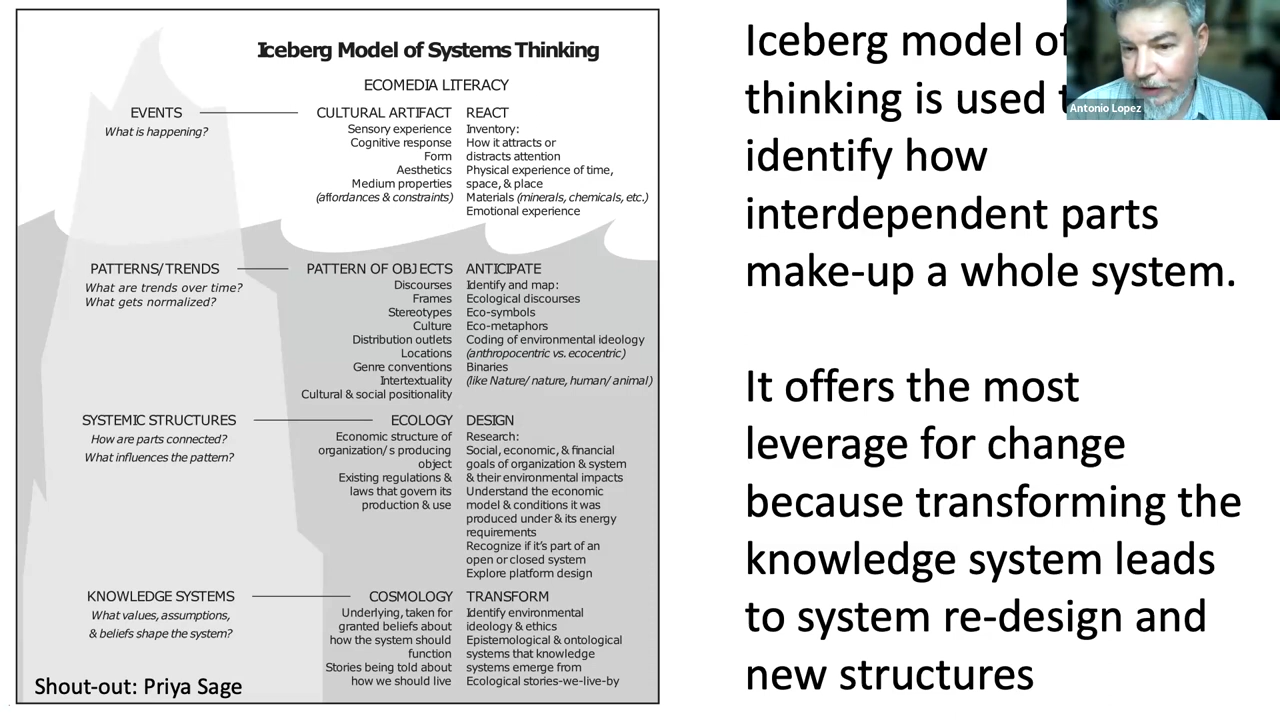 Iceberg Model of Systems Thinking
ECOMEDIA LITERACY
EVENTS
What is happening?
CULTURAL ARTIFACT
Sensory experience
Cognitive response
Form
Aesthetics
Medium properties
(affordances & constraints)
REACT
Inventory:
How it attracts or
distracts attention
Physical experience of time,
space, & place
Materials (minerals, chemicals, etc.)
Emotional experience
PATTERNS/TRENDS
What are trends over time?
What gets normalized?
PATTERN OF OBJECTS
Discourses
Frames
Stereotypes
Culture
Distribution outlets
Locations
Genre conventions
Intertextuality
Cultural & social positionality
ANTICIPATE
Identify and map:
Ecological discourses
Eco-symbols
Eco-metaphors
Coding of environmental ideology
(anthropocentric vs. ecocentric)
Binaries
(like Nature/nature, human/animal)
SYSTEMIC STRUCTURES
How are parts connected?
What influences the pattern?
ECOLOGY
Economic structure of
organization/s producing
object
Existing regulations &
laws that govern its
production & use
DESIGN
Research:
Social, economic, & financial
goals of organization & system
& their environmental impacts
Understand the economic
model & conditions it was
produced under & its energy
requirements
Recognize if it's part of an
open or closed system
Explore platform design
KNOWLEDGE SYSTEMS
What values, assumptions,
& beliefs shape the system?
COSMOLOGY
Underlying, taken for
granted beliefs about
how the system should
function
Stories being told about
how we should live
TRANSFORM
Identify environmental
ideology & ethics
Epistemological & ontological
systems that knowledge
systems emerge from
Ecological stories-we-live-by
Shout-out: Priya Sage
Iceberg model of
thinking is used
identify how
interdependent parts
make-up a whole system.
It offers the most
leverage for change
because transforming the
knowledge system leads
to system re-design and
new structures
Antonio Lopez